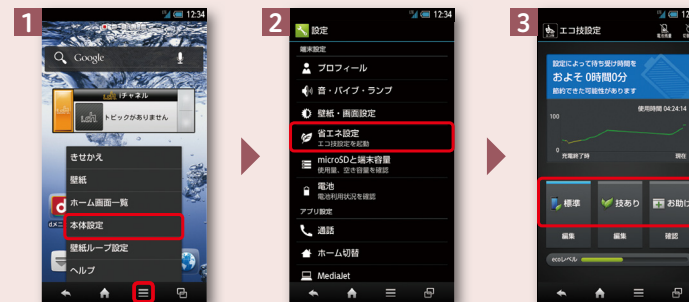 1
12:34
Google
iチャネル
トピックがありません
きせかえ
壁紙
ホーム画面一覧
本体設定
壁紙ループ設定
ヘルプ
2
12:34
設定
端末設定
プロフィール
音・バイブ・ランプ
壁紙・画面設定
省エネ設定
エコ技設定を起動
microSDと端末容量
使用量、空き容量を確認
電池
電池利用状況を確認
アプリ設定
通話
ホーム切替
MediaJet
3
エコ技設定
設定によって待ち受け時間を
およそ 0時間0分
節約できた可能性があります
使用時間 04:24:14
100
0
充電終了時
現在
標準
技あり
お助け
編集
編集
確認
ecoレベル